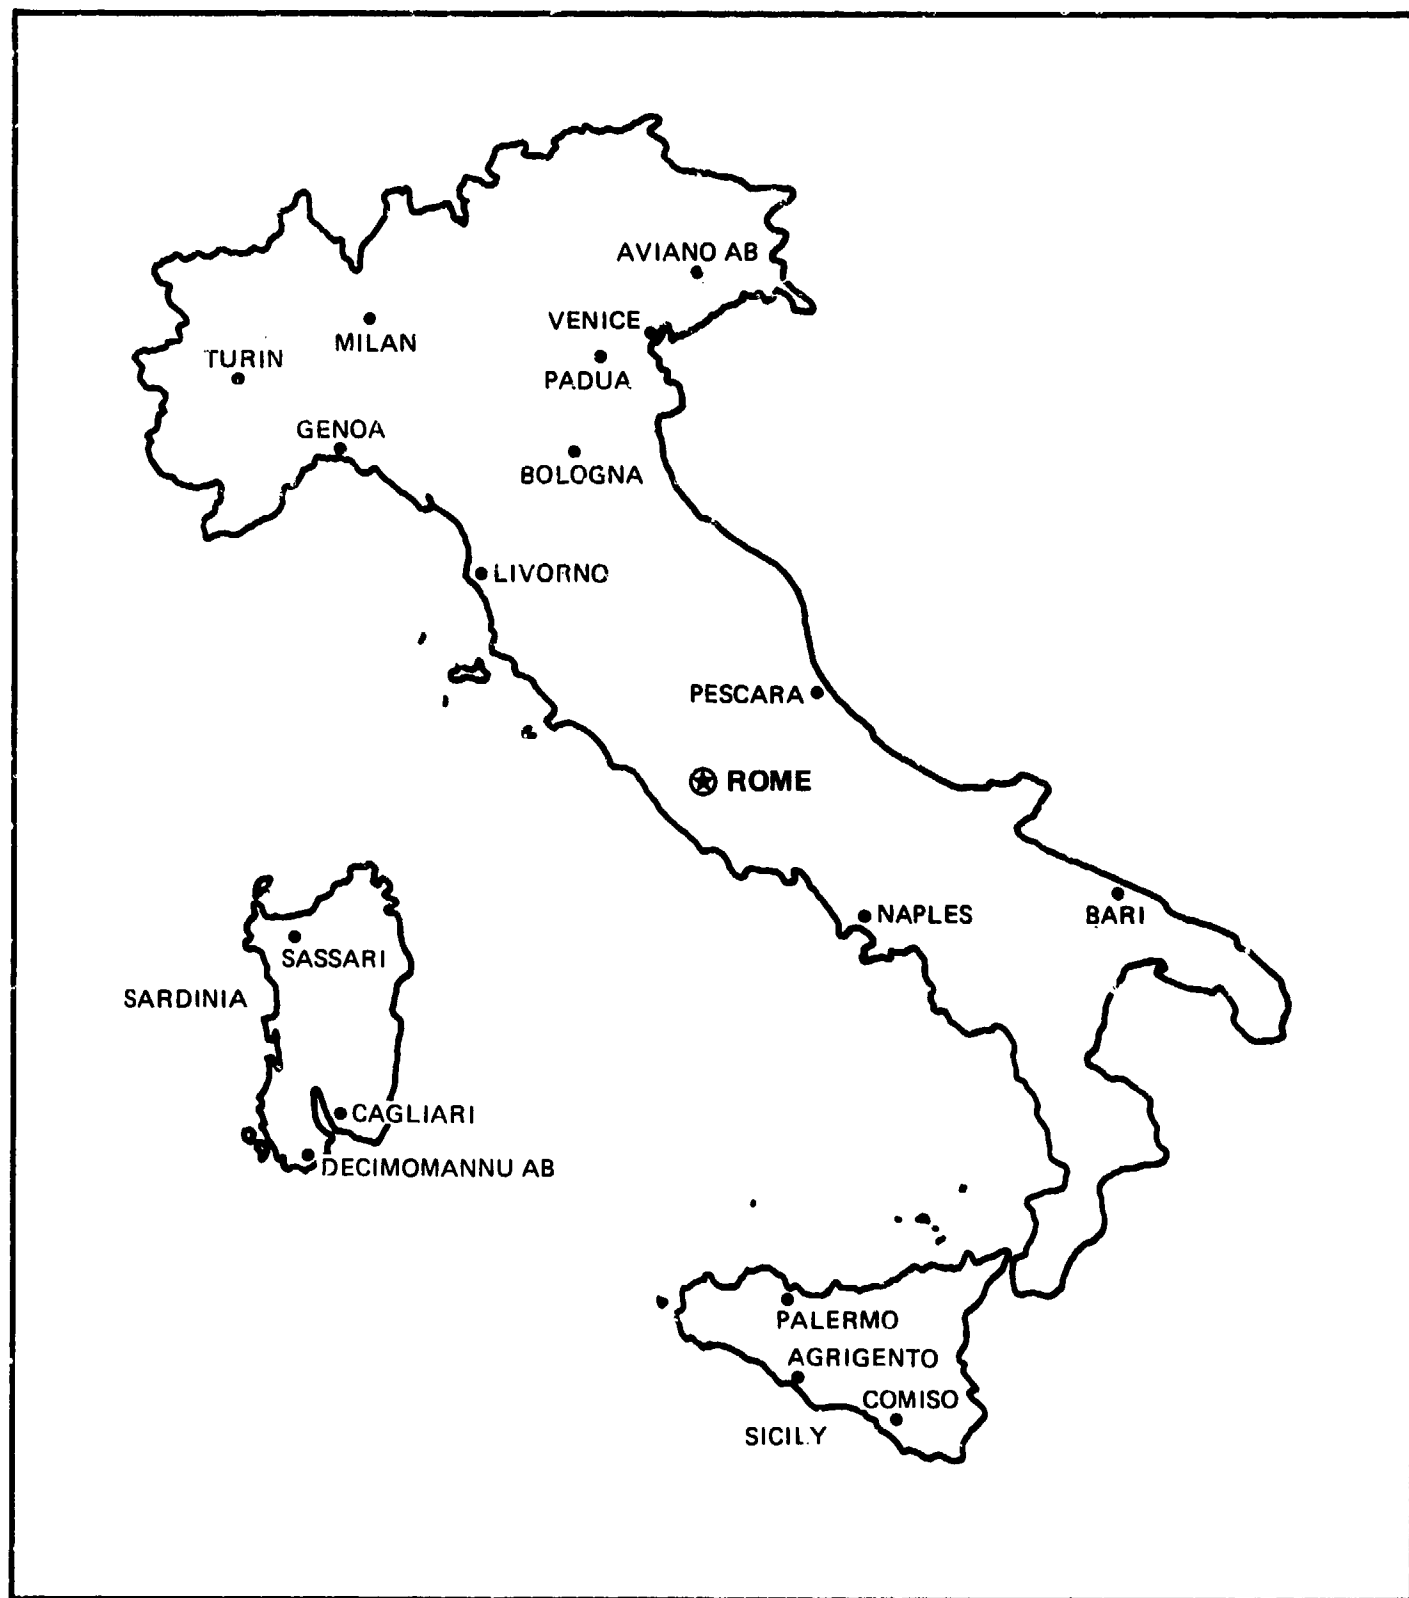 AVIANO AB
VENICE
MILAN
TURIN
PADUA
GENOA
BOLOGNA
LIVORNO
PESCARA
ROME
NAPLES
BARI
SASSARI
SARDINIA
CAGLIARI
DECIMOMANNU AB
PALERMO
AGRIGENTO
COMISO
SICILY